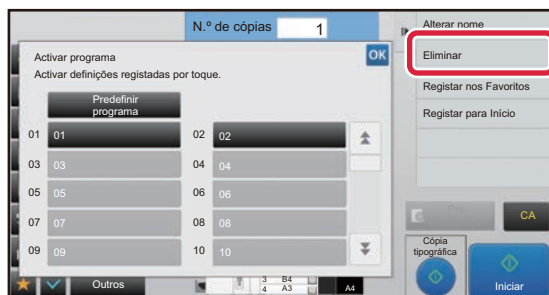 N.º de cópias 1
Activar programa
OK
Activar definições registadas por toque.
Predefinir
programa
01 01
02 02
03 03
04 04
05 05
06 06
07 07
08 08
09 09
10 10
Alterar nome
Eliminar
Registar nos Favoritos
Registar para Início
CA
Cópia
tipográfica
Iniciar
Outros
3 B4
4 A3
A4